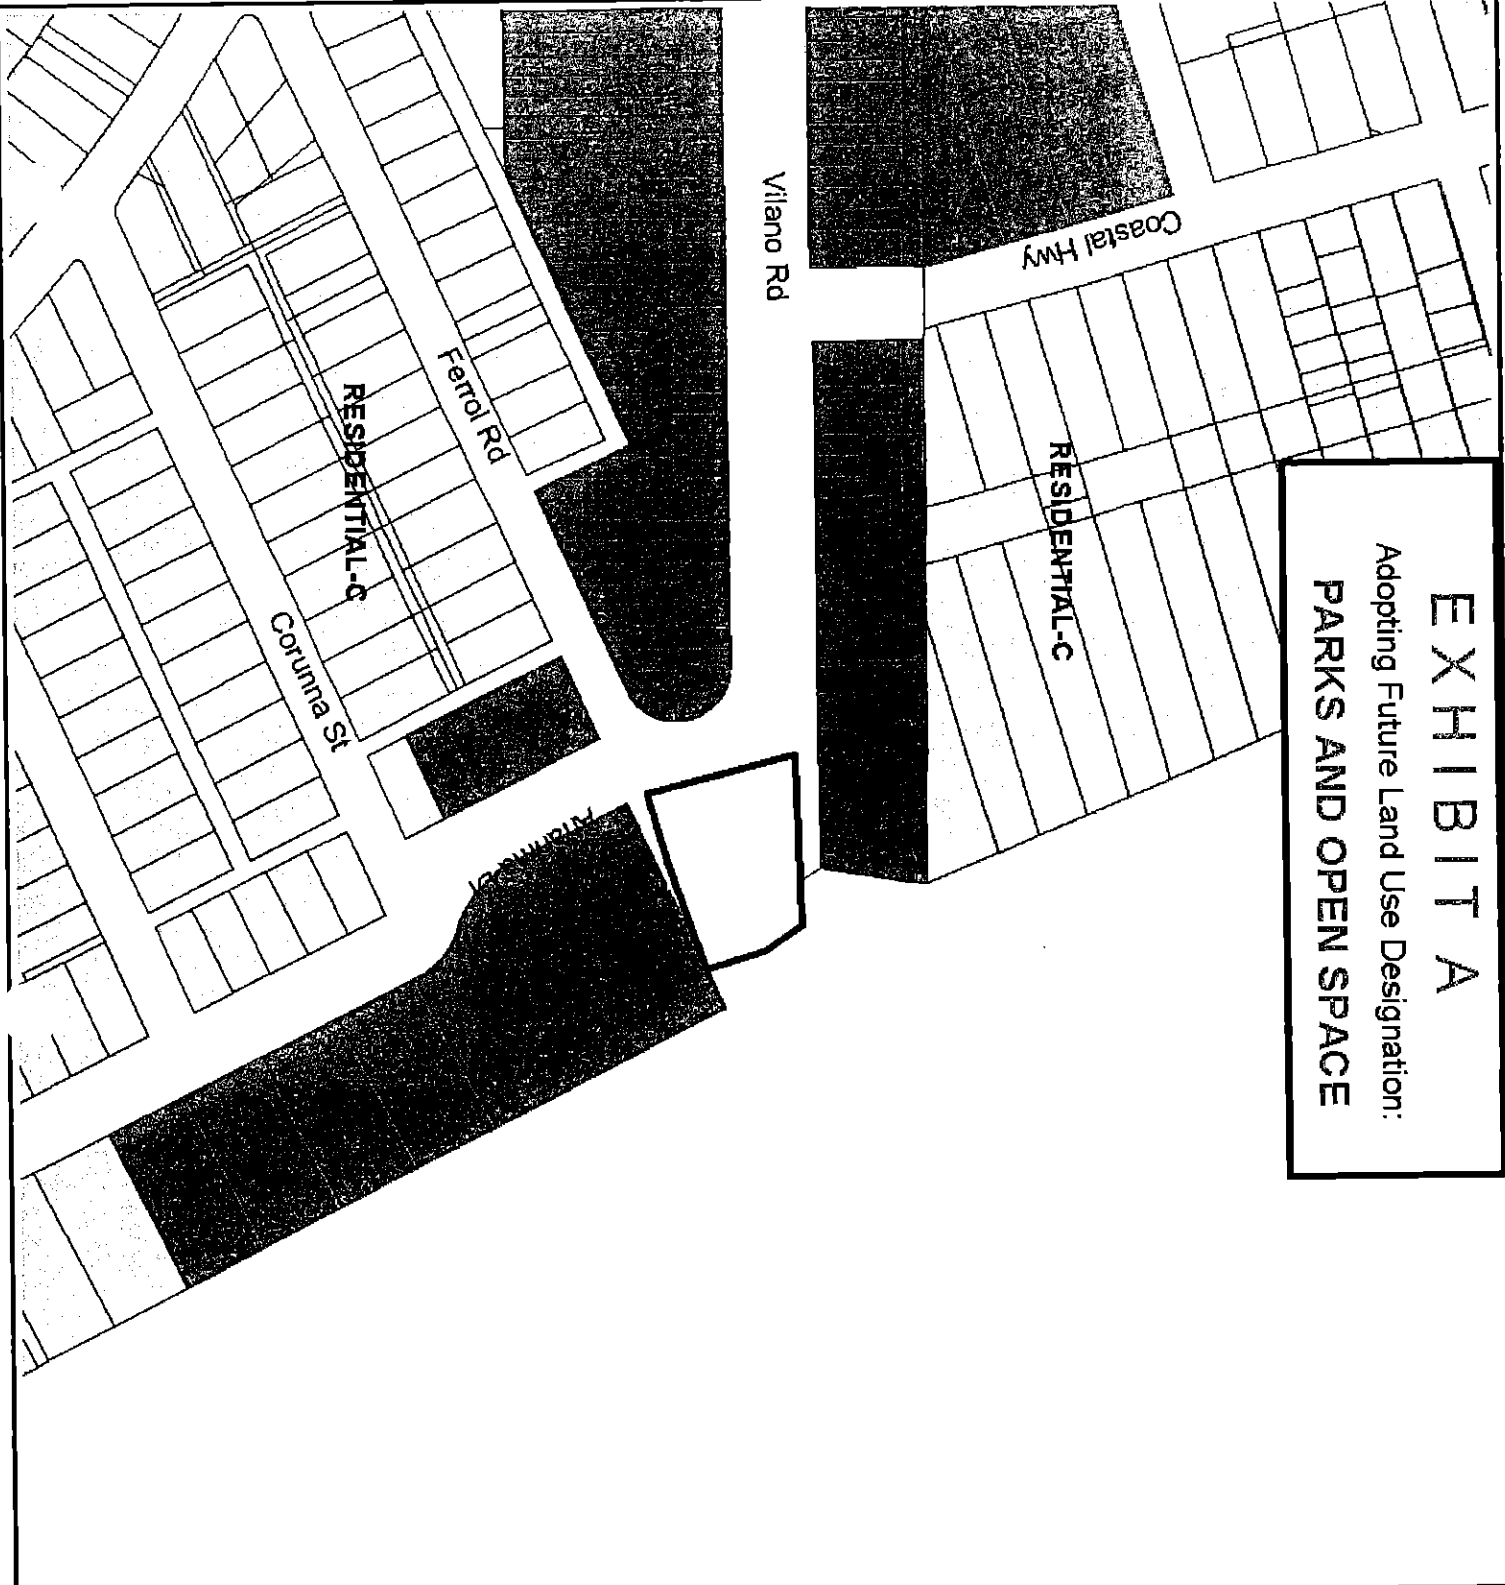 EXHIBIT A
Adopting Future Land Use Designation:
PARKS AND OPEN SPACE
Coastal Hwy
RESIDENTIAL-C
Vilano Rd
Ferrol Rd
RESIDENTIAL-C
Corunna St